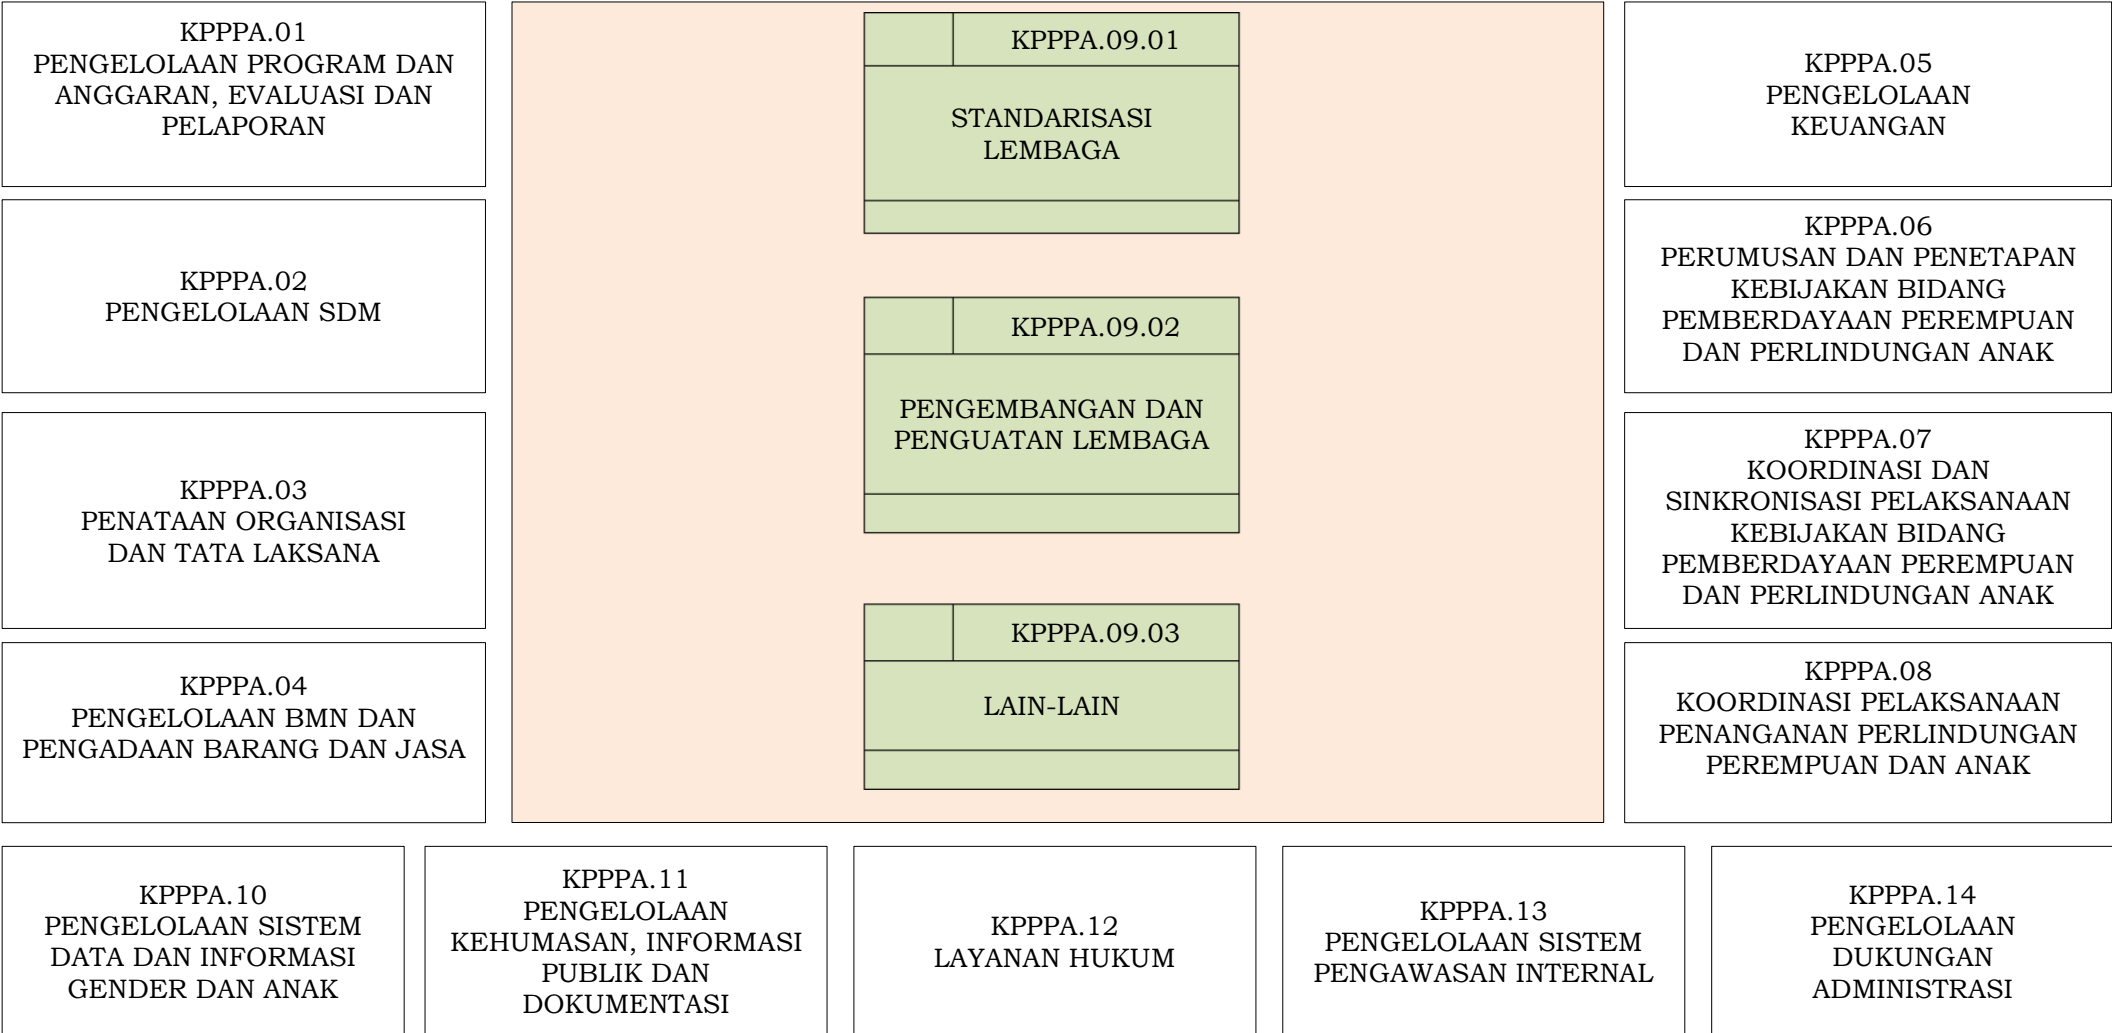 KPPPA.01
PENGELOLAAN PROGRAM DAN
ANGGARAN, EVALUASI DAN
PELAPORAN
KPPPA.02
PENGELOLAAN SDM
KPPPA.03
PENATAAN ORGANISASI
DAN TATA LAKSANA
KPPPA.04
PENGELOLAAN BMN DAN
PENGADAAN BARANG DAN JASA
KPPPA.09.01
STANDARISASI
LEMBAGA
KPPPA.09.02
PENGEMBANGAN DAN
PENGUATAN LEMBAGA
KPPPA.09.03
LAIN-LAIN
KPPPA.05
PENGELOLAAN
KEUANGAN
KPPPA.06
PERUMUSAN DAN PENETAPAN
KEBIJAKAN BIDANG
PEMBERDAYAAN PEREMPUAN
DAN PERLINDUNGAN ANAK
KPPPA.07
KOORDINASI DAN
SINKRONISASI PELAKSANAAN
KEBIJAKAN BIDANG
PEMBERDAYAAN PEREMPUAN
DAN PERLINDUNGAN ANAK
KPPPA.08
KOORDINASI PELAKSANAAN
PENANGANAN PERLINDUNGAN
PEREMPUAN DAN ANAK
KPPPA.10
PENGELOLAAN SISTEM
DATA DAN INFORMASI
GENDER DAN ANAK
KPPPA.11
PENGELOLAAN
KEHUMASAN, INFORMASI
PUBLIK DAN
DOKUMENTASI
KPPPA.12
LAYANAN HUKUM
KPPPA.13
PENGELOLAAN SISTEM
PENGAWASAN INTERNAL
KPPPA.14
PENGELOLAAN
DUKUNGAN
ADMINISTRASI